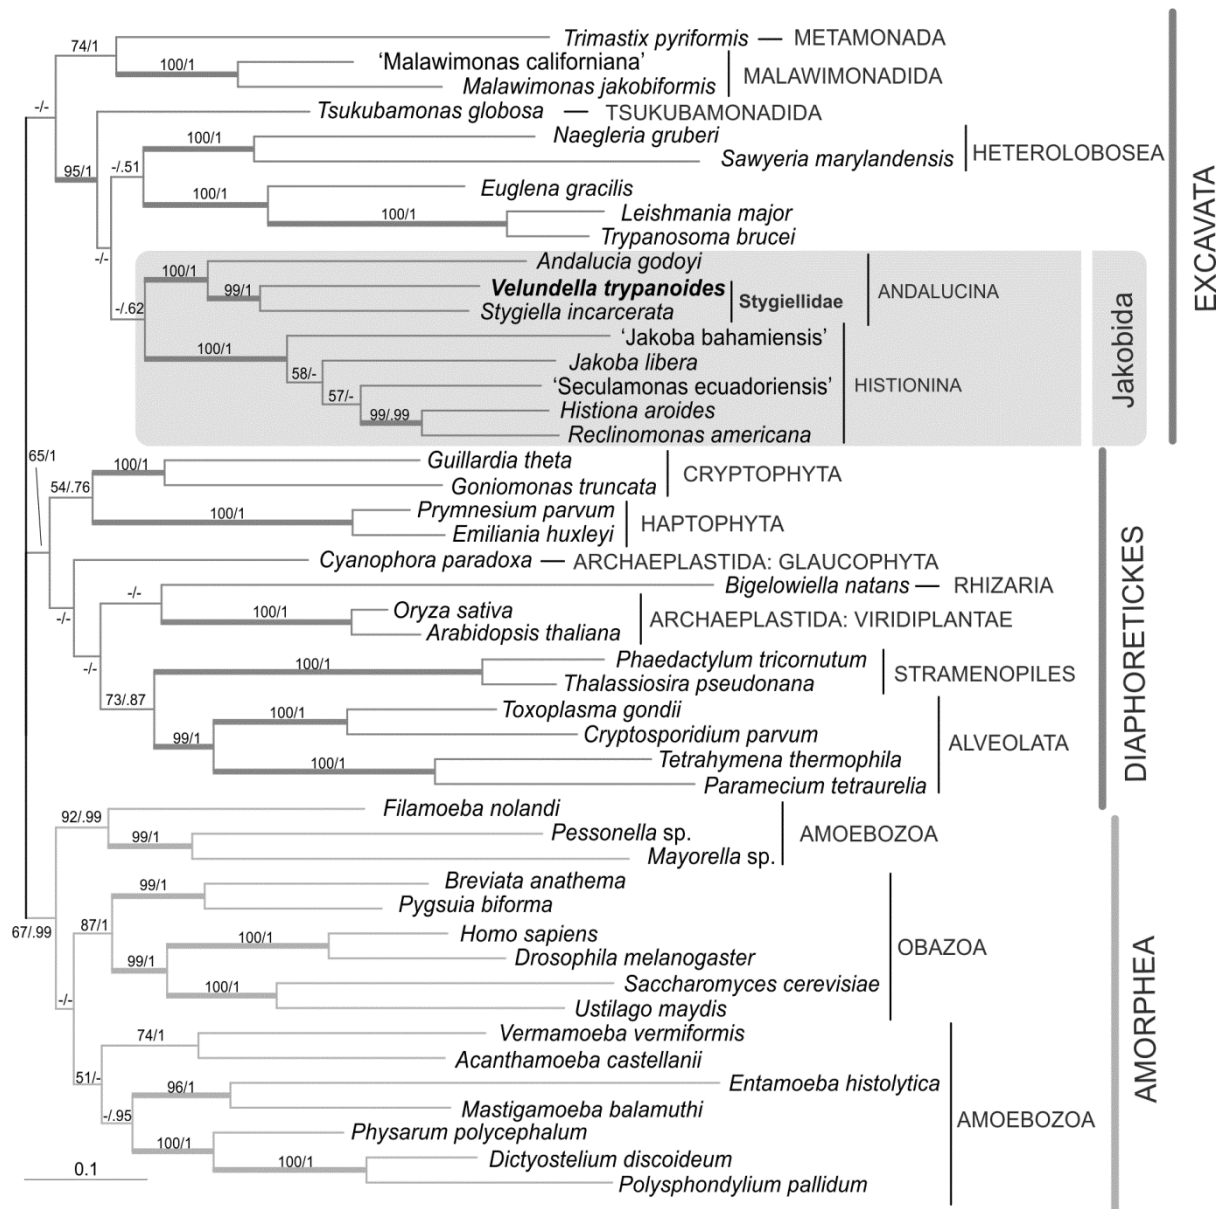 74/1
Trimastix pyriformis — METAMONADA
100/1
‘Malawimonas californiana’
Malawimonas jakobiformis
MALAWIMONADIDA
-/-
Tsukubamonas globosa — TSUKUBAMONADIDA
100/1
Naegleria gruberi
Sawyeria marylandensis
HETEROLOBOSEA
95/1
-/.51
100/1
Euglena gracilis
100/1
Leishmania major
Trypanosoma brucei
-/-
EXCAVATA
100/1
Andalucia godoyi
99/1
Velundella trypanoides
Stygiella incarcerata
Stygiellidae
ANDALUCINA
-/.62
100/1
‘Jakoba bahamiensis’
58/-
Jakoba libera
57/-
‘Seculamonas ecuadoriensis’
HISTIONINA
99/.99
Histiona aroides
Reclinomonas americana
Jakobida
65/1
54/.76
100/1
Guillardia theta
Goniomonas truncata
CRYPTOPHYTA
100/1
Prymnesium parvum
Emiliania huxleyi
HAPTOPHYTA
Cyanophora paradoxa — ARCHAEPLASTIDA: GLAUCOPHYTA
-/-
-/-
Bigelowiella natans — RHIZARIA
100/1
Oryza sativa
Arabidopsis thaliana
ARCHAEPLASTIDA: VIRIDIPLANTAE
-/-
100/1
Phaedactylum tricornutum
Thalassiosira pseudonana
STRAMENOPILES
73/.87
100/1
Toxoplasma gondii
Cryptosporidium parvum
99/1
ALVEOLATA
100/1
Tetrahymena thermophila
Paramecium tetraurelia
DIAPHORETICKES
92/.99
Filamoeba nolandi
99/1
Pessonella sp.
Mayorella sp.
AMOEBOZOA
67/.99
87/1
99/1
Breviata anathema
Pygsuia biforma
99/1
100/1
Homo sapiens
Drosophila melanogaster
OBAZOA
100/1
Saccharomyces cerevisiae
Ustilago maydis
-/-
74/1
Vermamoeba vermiformis
Acanthamoeba castellanii
51/-
96/1
Entamoeba histolytica
Mastigamoeba balamuthi
-/.95
AMOEBOZOA
100/1
Physarum polycephalum
100/1
Dictyostelium discoideum
Polysphondylium pallidum
AMORPHEA
0.1